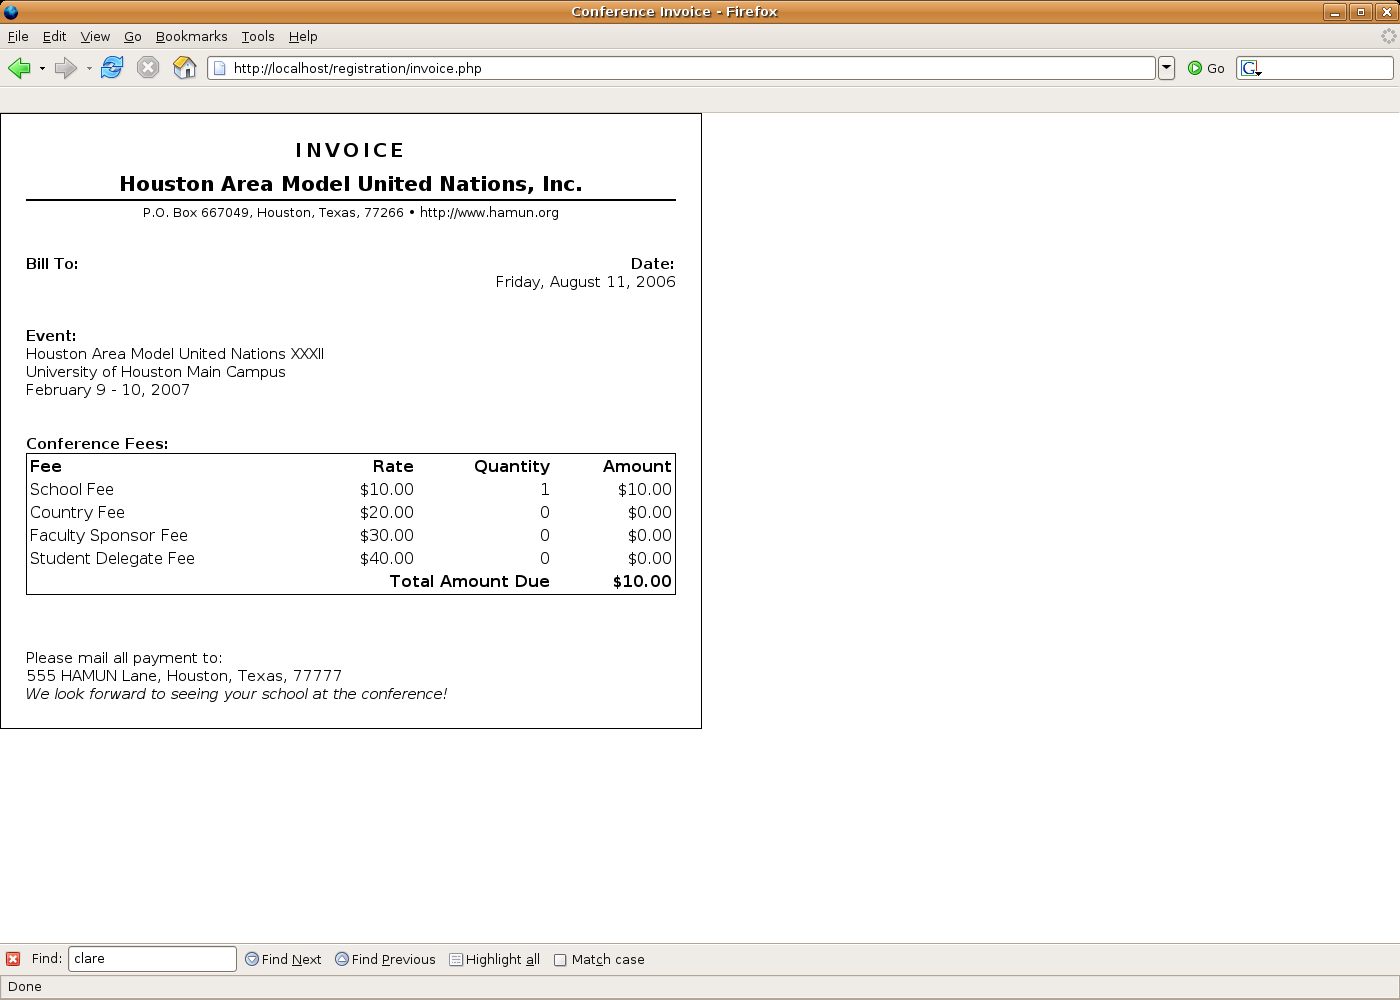 Conference Invoice - Firefox
File Edit View Go Bookmarks Tools Help
http://localhost/registration/invoice.php Go G
INVOICE
Houston Area Model United Nations, Inc.
P.O. Box 667049, Houston, Texas, 77266 • http://www.hamun.org
Bill To: Date:
Friday, August 11, 2006
Event:
Houston Area Model United Nations XXXII
University of Houston Main Campus
February 9 - 10, 2007
Conference Fees:
Fee Rate Quantity Amount
School Fee $10.00 1 $10.00
Country Fee $20.00 0 $0.00
Faculty Sponsor Fee $30.00 0 $0.00
Student Delegate Fee $40.00 0 $0.00
Total Amount Due $10.00
Please mail all payment to:
555 HAMUN Lane, Houston, Texas, 77777
We look forward to seeing your school at the conference!
Find: clare Find Next Find Previous Highlight all Match case
Done